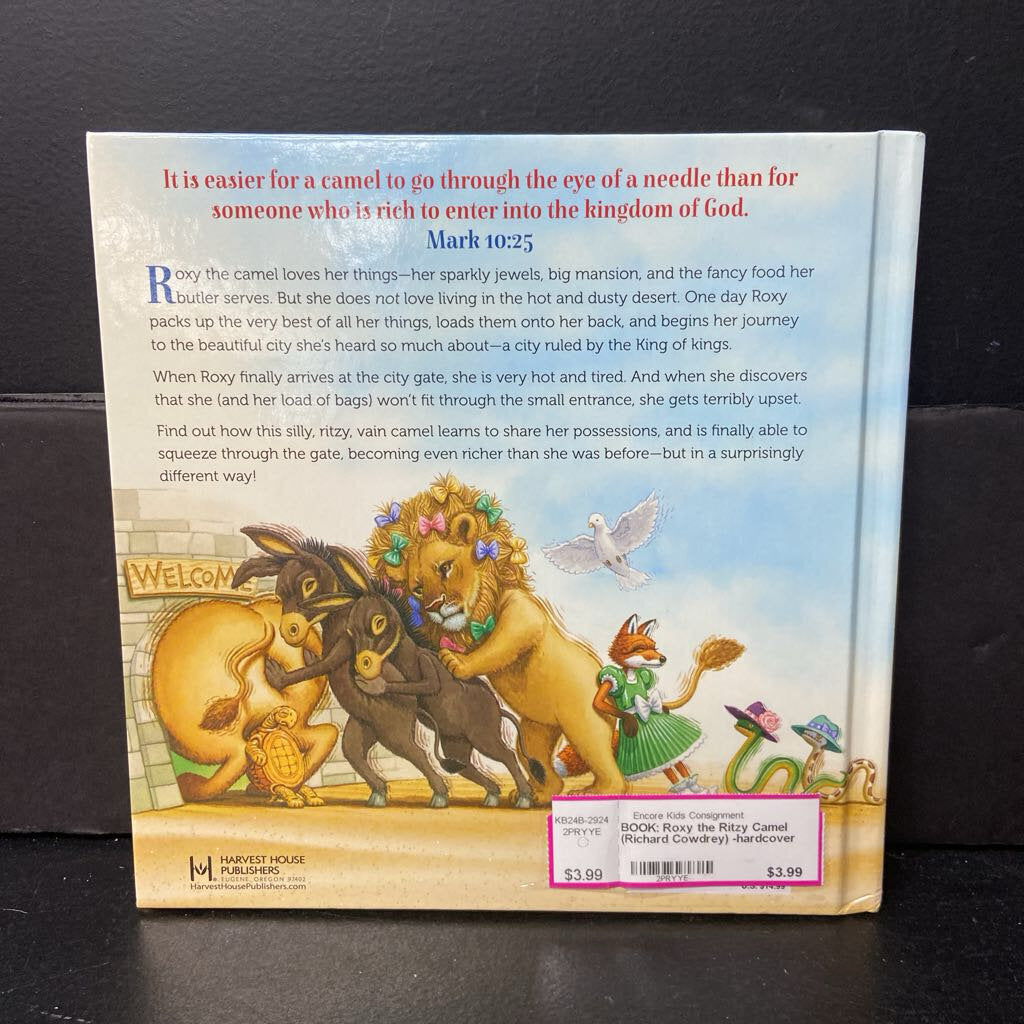 It is easier for a camel to go through the eye of a needle than for
someone who is rich to enter into the kingdom of God.
Mark 10:25
Roxy the camel loves her things—her sparkly jewels, big mansion, and the fancy food her
butler serves. But she does not love living in the hot and dusty desert. One day Roxy
packs up the very best of all her things, loads them onto her back, and begins her journey
to the beautiful city she's heard so much about—a city ruled by the King of kings.
When Roxy finally arrives at the city gate, she is very hot and tired. And when she discovers
that she (and her load of bags) won't fit through the small entrance, she gets terribly upset.
Find out how this silly, ritzy, vain camel learns to share her possessions, and is finally able to
squeeze through the gate, becoming even richer than she was before—but in a surprisingly
different way!
WELCOME
KB24B-2924
2PRYYE
$3.99
Encore Kids Consignment
BOOK: Roxy the Ritzy Camel
(Richard Cowdrey) -hardcover
2PRYYE
$3.99
HARVEST HOUSE
PUBLISHERS
EUGENE, OREGON 97402
HarvestHousePublishers.com